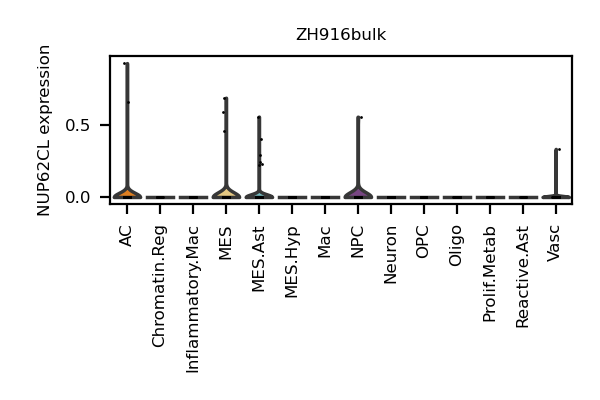 ZH916bulk
NUP62CL expression
0.5
0.0
AC
Chromatin.Reg
Inflammatory.Mac
MES
MES.Ast
MES.Hyp
Mac
NPC
Neuron
OPC
Oligo
Prolif.Metab
Reactive.Ast
Vasc